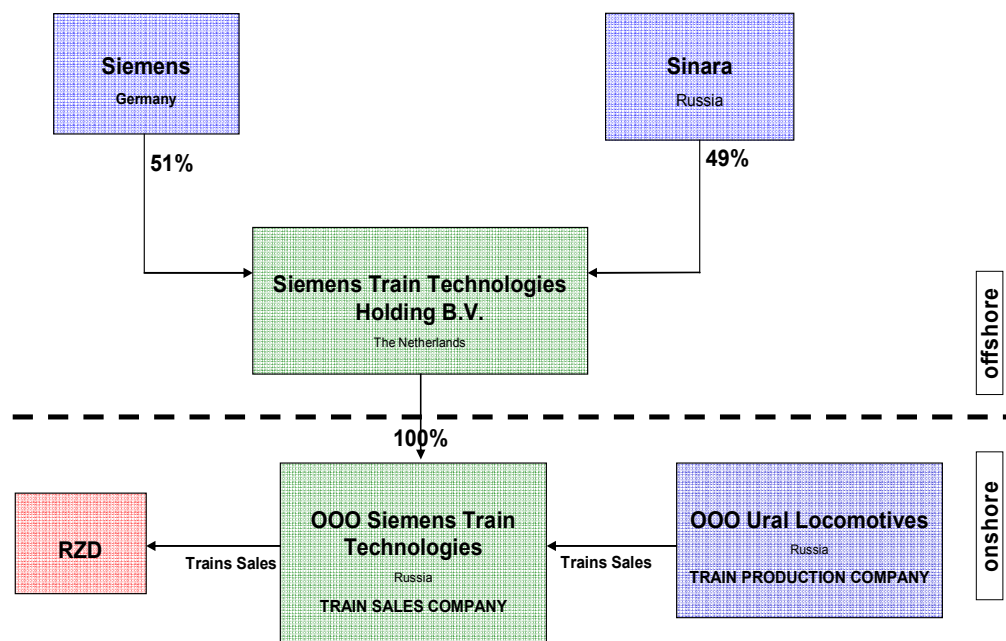 Siemens
Germany
Sinara
Russia
51%
49%
Siemens Train Technologies
Holding B.V.
The Netherlands
offshore
100%
onshore
RZD
Trains Sales
OOO Siemens Train
Technologies
Russia
TRAIN SALES COMPANY
Trains Sales
OOO Ural Locomotives
Russia
TRAIN PRODUCTION COMPANY